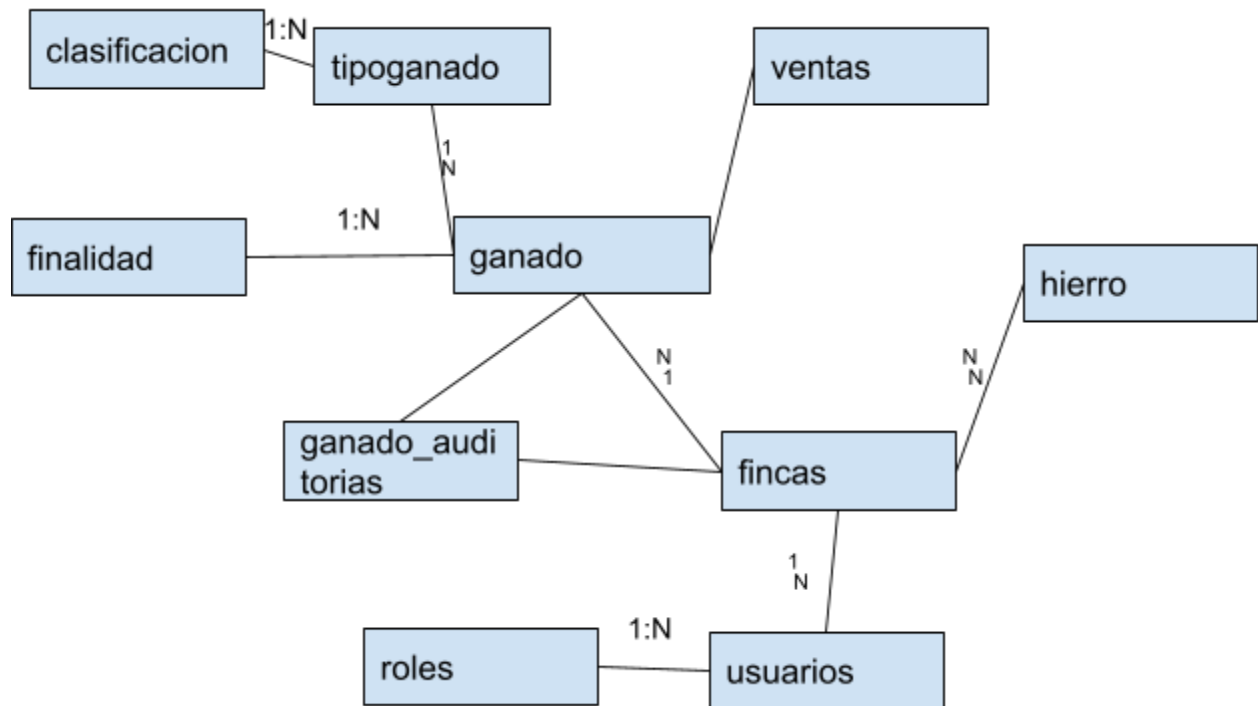 clasificacion
1:N
tipoganado
ventas
1
N
finalidad
1:N
ganado
hierro
N
1
N
N
ganado_audi
torias
fincas
1
N
roles
1:N
usuarios